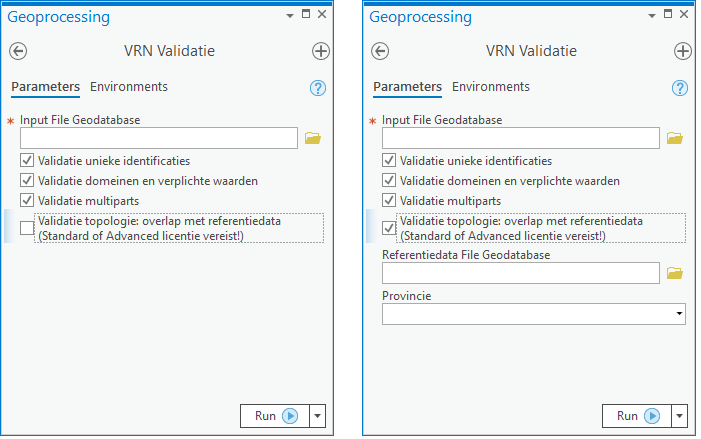 Geoprocessing
VRN Validatie
Parameters Environments
* Input File Geodatabase
Validatie unieke identificaties
Validatie domeinen en verplichte waarden
Validatie multiparts
Validatie topologie: overlap met referentiedata
(Standard of Advanced licentie vereist!)
Run
Geoprocessing
VRN Validatie
Parameters Environments
* Input File Geodatabase
Validatie unieke identificaties
Validatie domeinen en verplichte waarden
Validatie multiparts
Validatie topologie: overlap met referentiedata
(Standard of Advanced licentie vereist!)
Referentiedata File Geodatabase
Provincie
Run